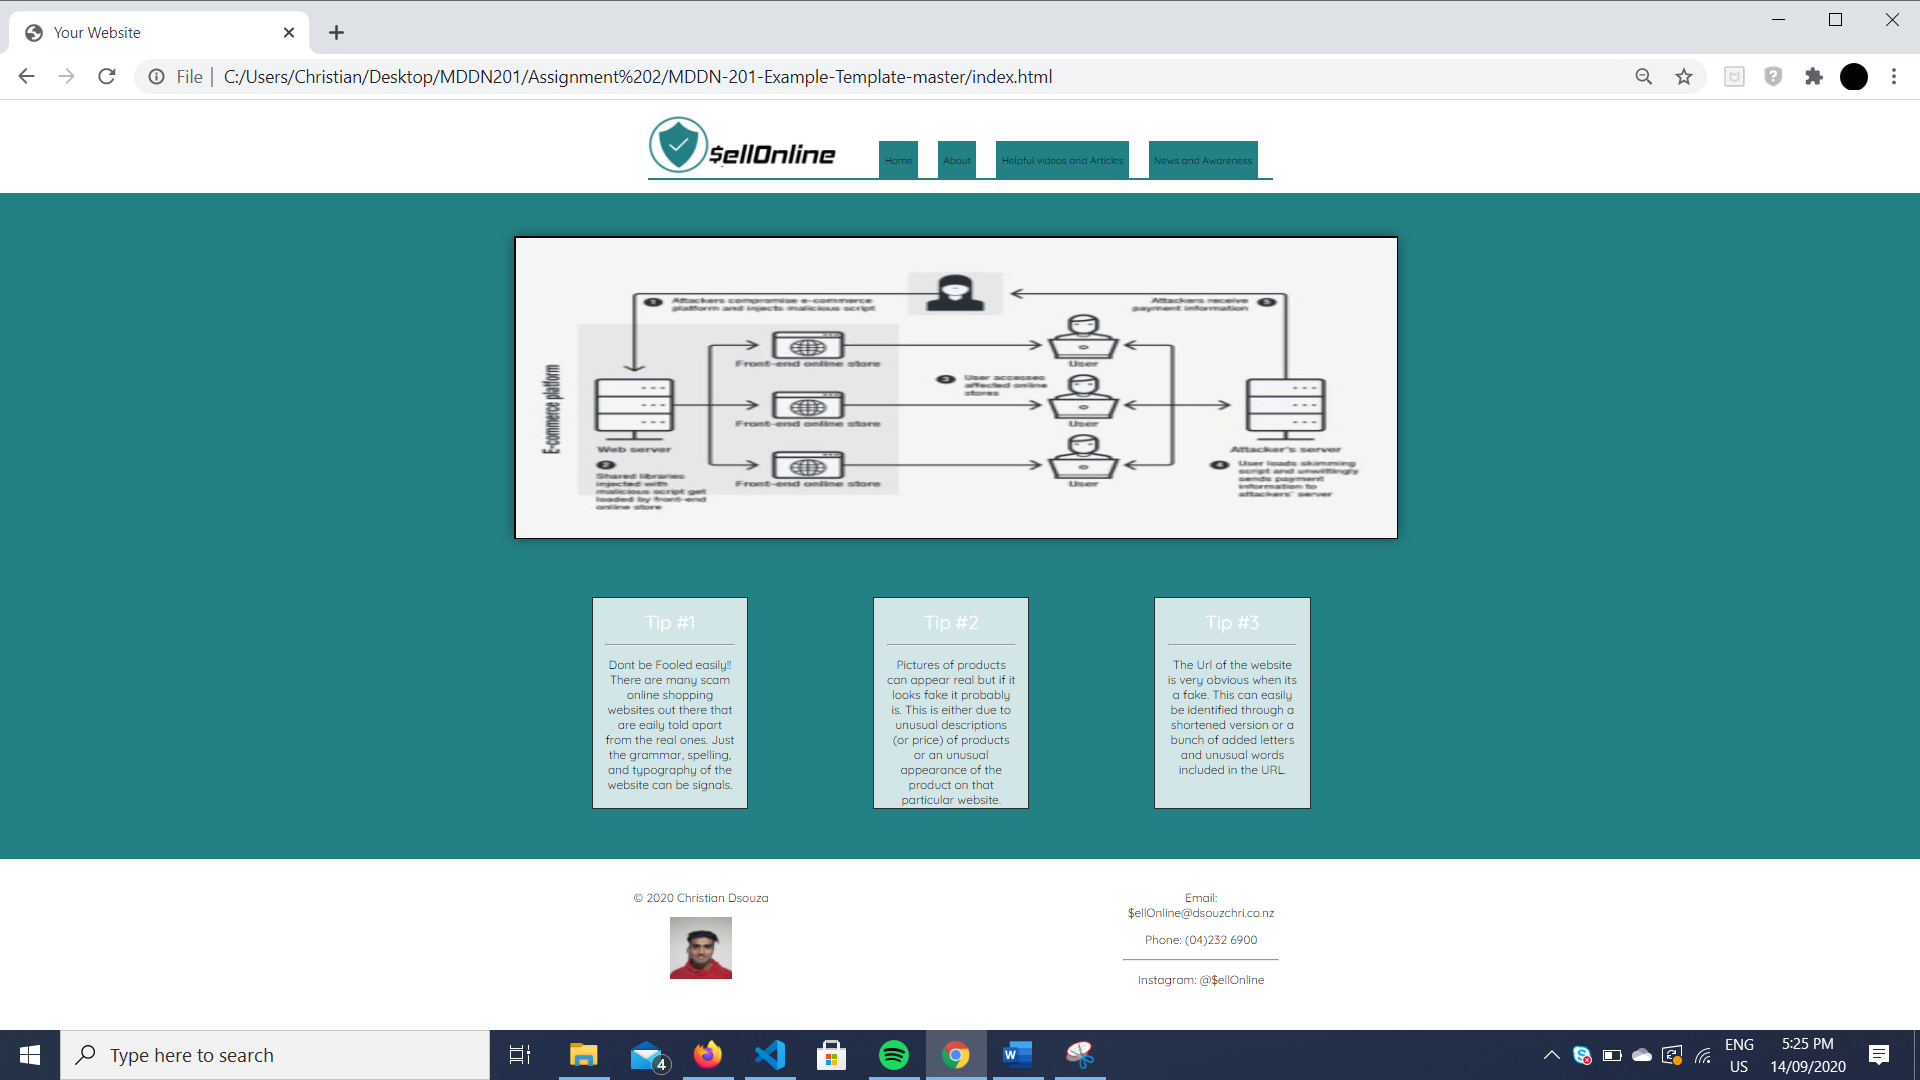 Your Website
File
C:/Users/Christian/Desktop/MDDN201/Assignment%202/MDDN-201-Example-Template-master/index.html
$ellOnline
Home
About
Helpful videos and Articles
News and Awareness
1
Attackers compromise e-commerce
platform and injects malicious script
Attackers receive
payment information
5
E-commerce platform
Front-end online store
User
3
User accesses
affected online
stores
Front-end online store
User
Web server
Attacker's server
2
Shared libraries
injected with
malicious script get
loaded by front-end
online store
Front-end online store
User
4
User loads skimming
script and unwittingly
sends payment
information to
attackers' server
Tip #1
Dont be Fooled easily!!
There are many scam
online shopping
websites out there that
are eaily told apart
from the real ones. Just
the grammar, spelling,
and typography of the
website can be signals.
Tip #2
Pictures of products
can appear real but if it
looks fake it probably
is. This is either due to
unusual descriptions
(or price) of products
or an unusual
appearance of the
product on that
particular website.
Tip #3
The Url of the website
is very obvious when its
a fake. This can easily
be identified through a
shortened version or a
bunch of added letters
and unusual words
included in the URL.
© 2020 Christian Dsouza
Email:
$ellOnline@dsouzchri.co.nz
Phone: (04)232 6900
Instagram: @$ellOnline
Type here to search
4
ENG
US
5:25 PM
14/09/2020